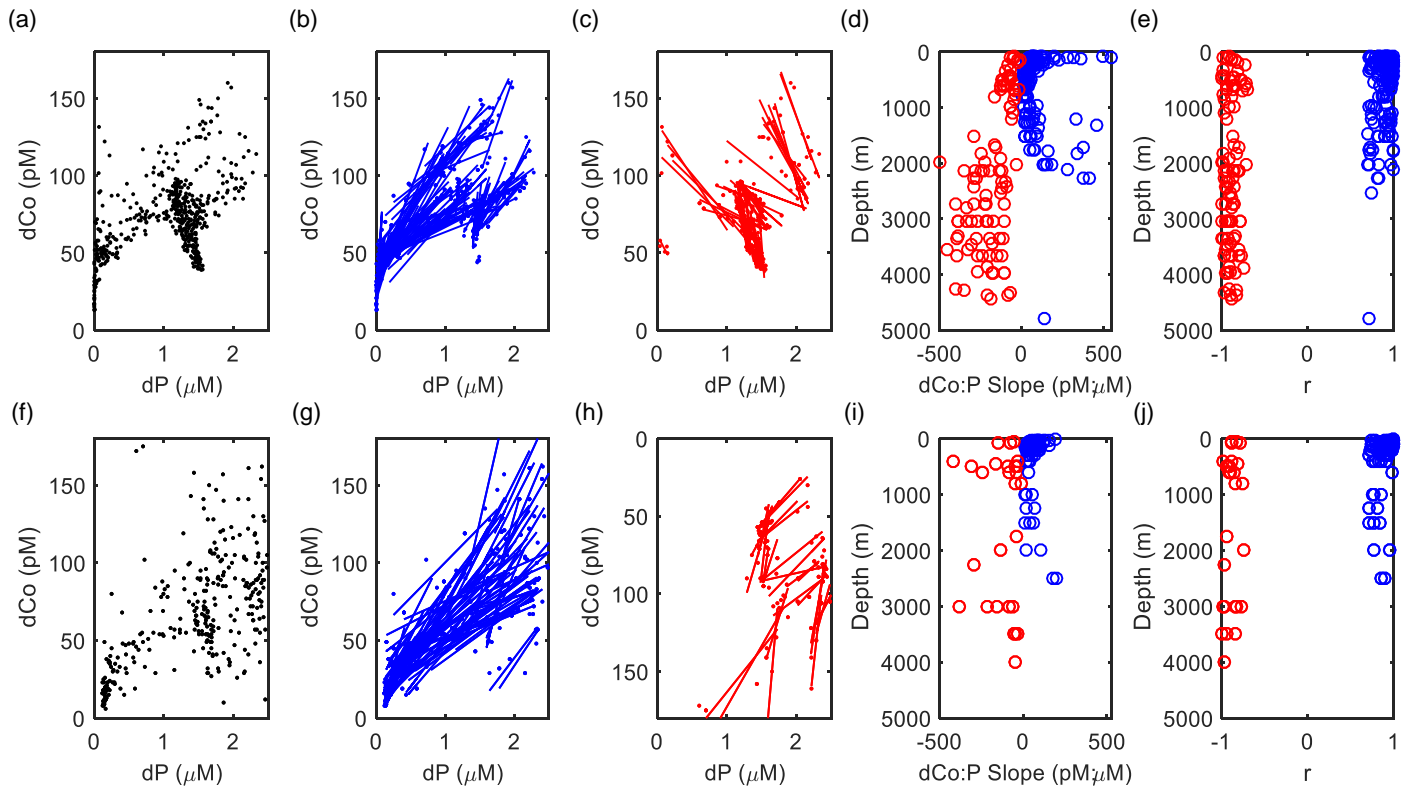 (a)
(b)
(c)
(d)
(e)
150
100
50
0
dCo (pM)
0
1
2
dP (μM)
150
100
50
0
dCo (pM)
0
1
2
dP (μM)
150
100
50
0
dCo (pM)
0
1
2
dP (μM)
0
1000
2000
3000
4000
5000
Depth (m)
-500
0
500
dCo:P Slope (pM:μM)
0
1000
2000
3000
4000
5000
Depth (m)
-1
0
1
r
(f)
(g)
(h)
(i)
(j)
150
100
50
0
dCo (pM)
0
1
2
dP (μM)
150
100
50
0
dCo (pM)
0
1
2
dP (μM)
0
50
100
150
dCo (pM)
0
1
2
dP (μM)
0
1000
2000
3000
4000
5000
Depth (m)
-500
0
500
dCo:P Slope (pM:μM)
0
1000
2000
3000
4000
5000
Depth (m)
-1
0
1
r